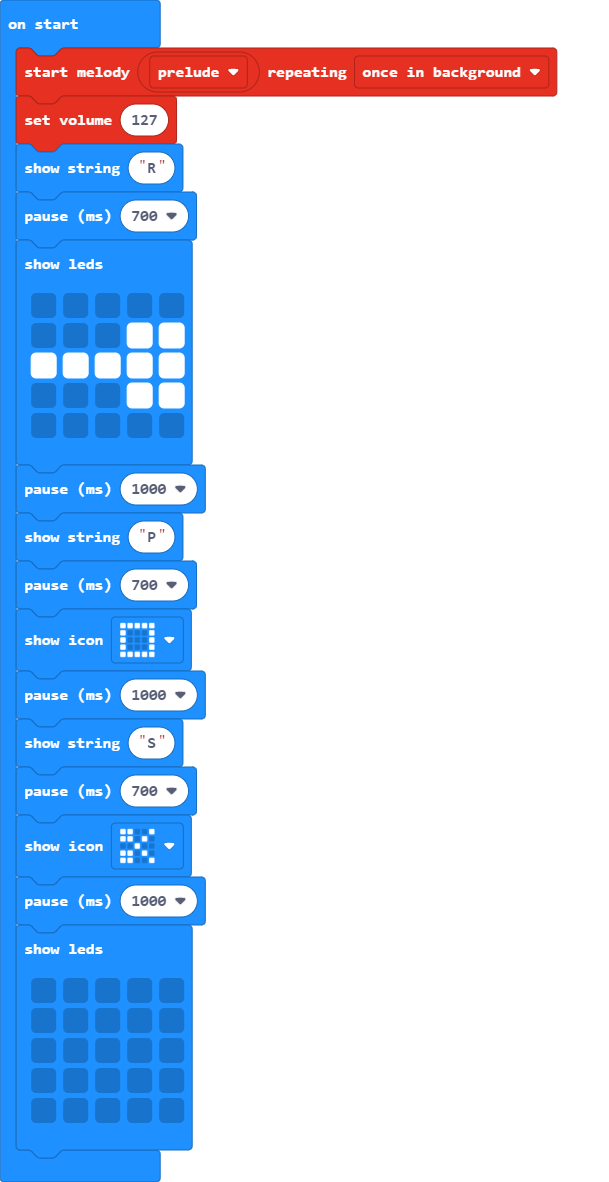 on start
start melody prelude repeating once in background
set volume 127
show string "R"
pause (ms) 700
show leds
pause (ms) 1000
show string "P"
pause (ms) 700
show icon
pause (ms) 1000
show string "S"
pause (ms) 700
show icon
pause (ms) 1000
show leds